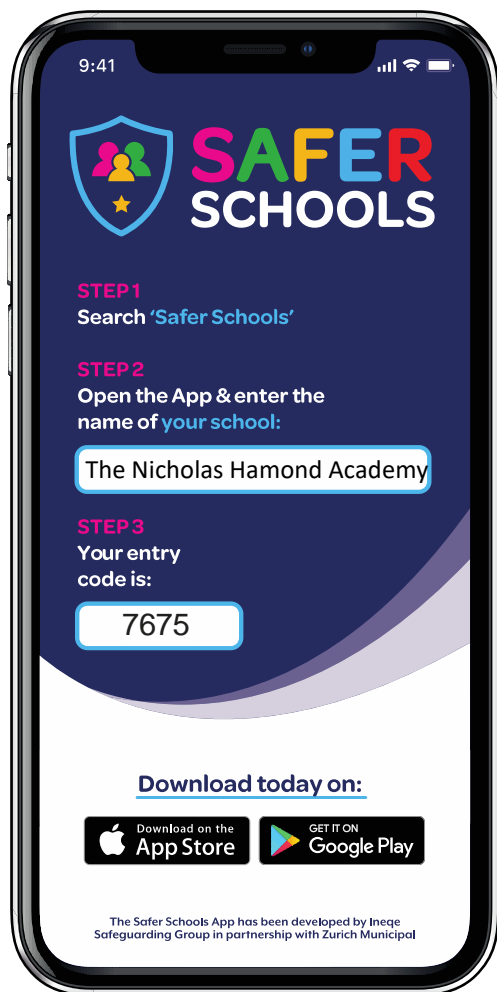 9:41
SAFER
SCHOOLS
STEP 1
Search ‘Safer Schools’
STEP 2
Open the App & enter the
name of your school:
The Nicholas Hamond Academy
STEP 3
Your entry
code is:
7675
Download today on:
Download on the
App Store
GET IT ON
Google Play
The Safer Schools App has been developed by Ineqe
Safeguarding Group in partnership with Zurich Municipal